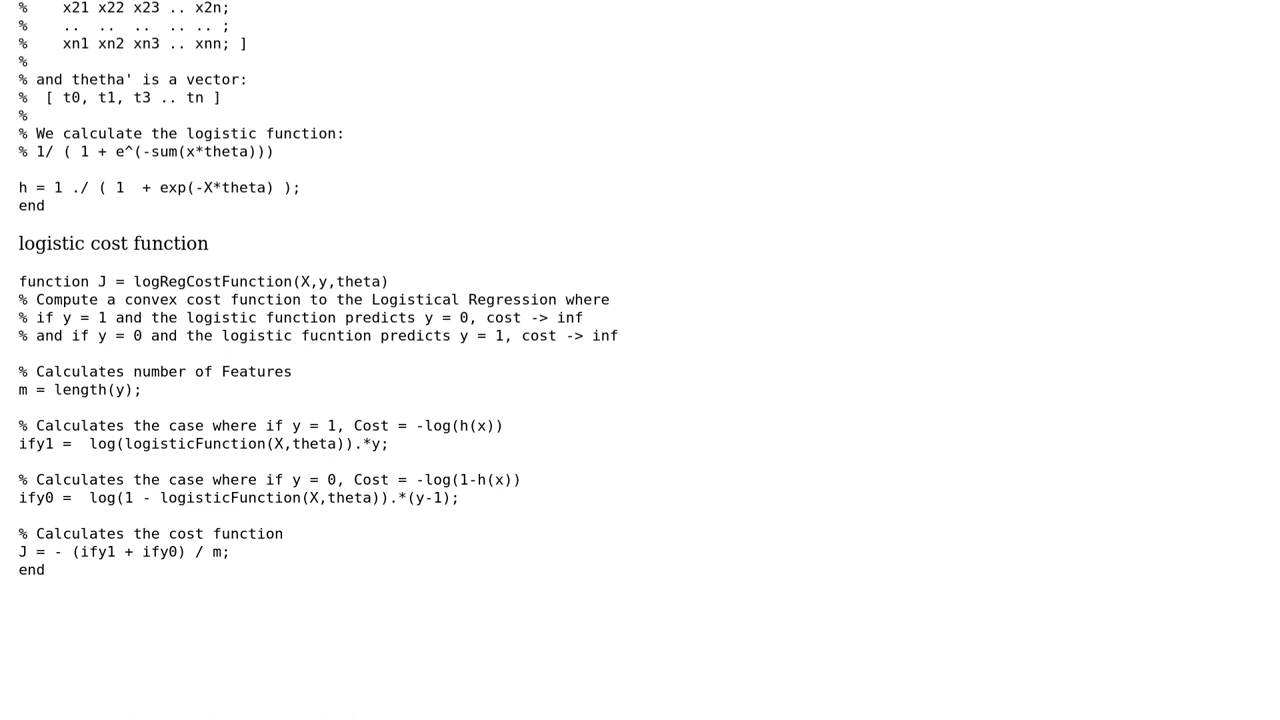 %    x21 x22 x23 .. x2n;
%    ..  ..  ..  .. .. ;
%    xn1 xn2 xn3 .. xnn; ]
%
% and thetha' is a vector:
%  [ t0, t1, t3 .. tn ]
%
% We calculate the logistic function:
% 1/ ( 1 + e^(-sum(x*theta)))
h = 1 ./ ( 1  + exp(-X*theta) );
end
logistic cost function
function J = logRegCostFunction(X,y,theta)
% Compute a convex cost function to the Logistical Regression where
% if y = 1 and the logistic function predicts y = 0, cost -> inf
% and if y = 0 and the logistic fucntion predicts y = 1, cost -> inf
% Calculates number of Features
m = length(y);
% Calculates the case where if y = 1, Cost = -log(h(x))
ify1 =  log(logisticFunction(X,theta)).*y;
% Calculates the case where if y = 0, Cost = -log(1-h(x))
ify0 =  log(1 - logisticFunction(X,theta)).*(y-1);
% Calculates the cost function
J = - (ify1 + ify0) / m;
end